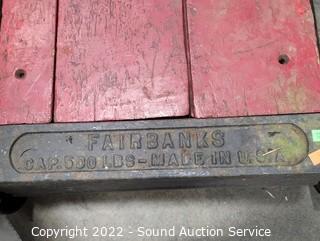 FAIRBANKS
CAP. 500 LBS - MADE IN U.S.A.
Copyright 2022 - Sound Auction Service